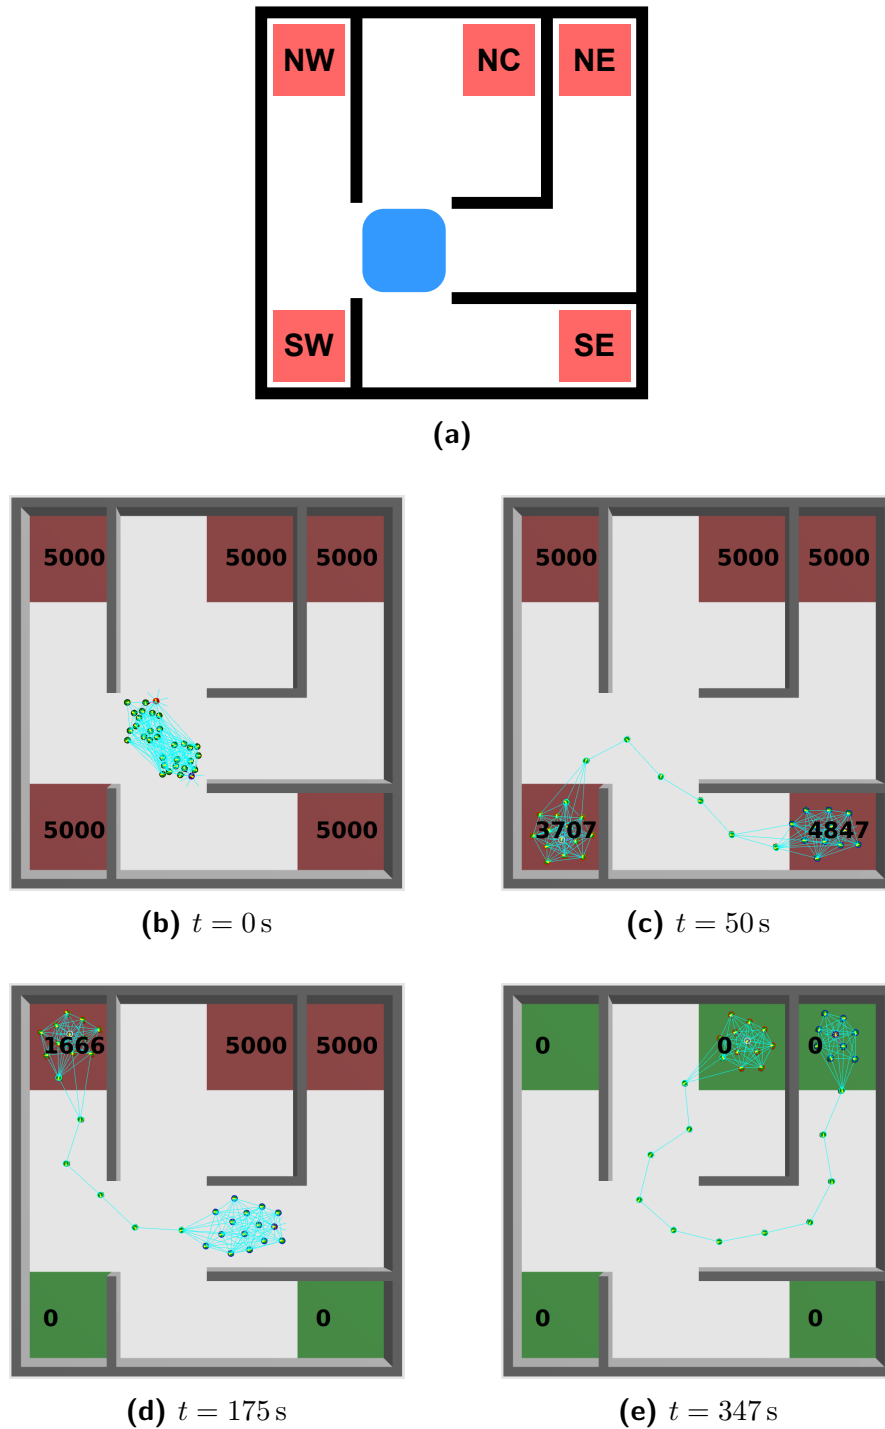 NW NC NE
SW SE
(a)
5000 5000 5000
5000 5000
(b) t = 0 s
5000 5000 5000
3707 4847
(c) t = 50 s
1666 5000 5000
0 0
(d) t = 175 s
0 0 0
0 0
(e) t = 347 s